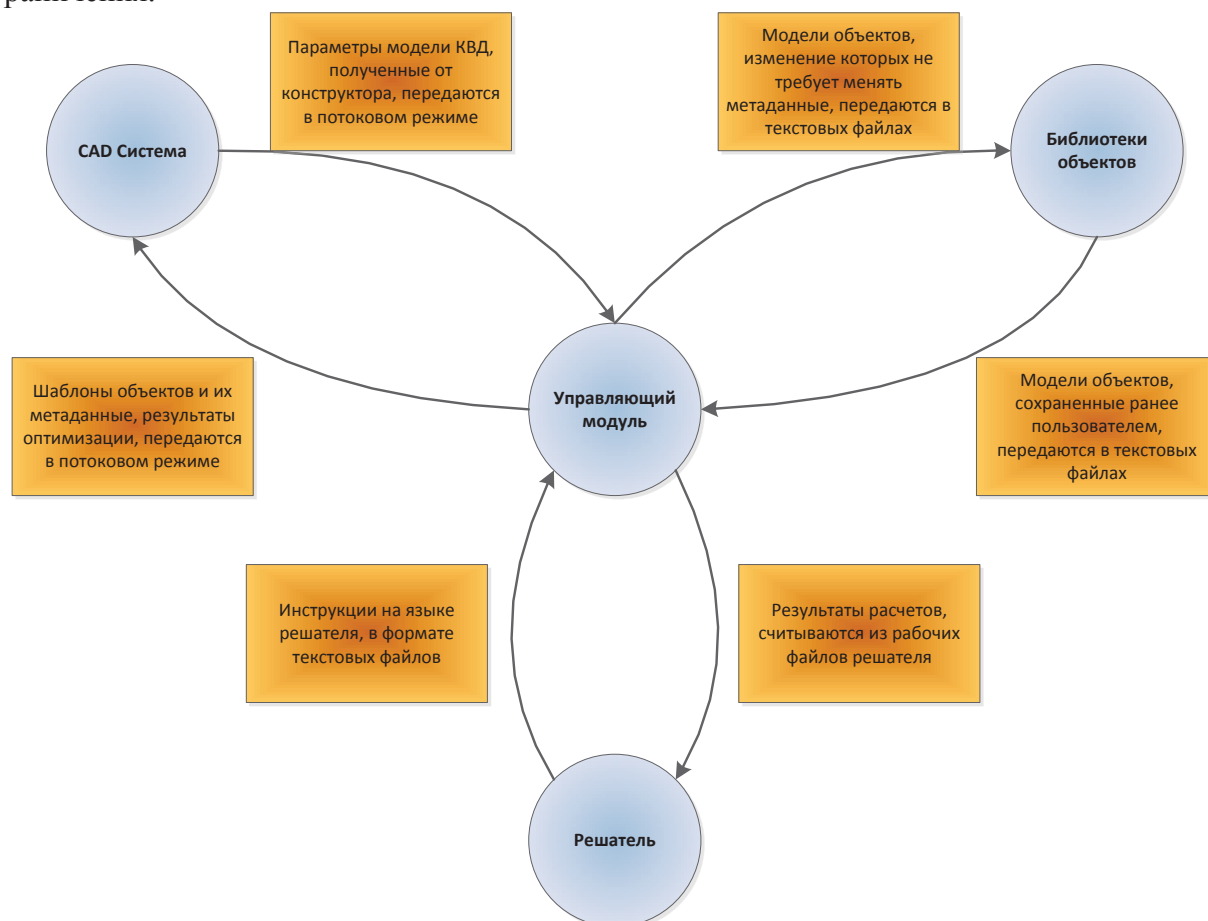 Параметры модели КВД,
полученные от
конструктора, передаются
в потоковом режиме
Модели объектов,
изменение которых не
требует менять
метаданные, передаются в
текстовых файлах
CAD Система
Библиотеки
объектов
Шаблоны объектов и их
метаданные, результаты
оптимизации, передаются
в потоковом режиме
Управляющий
модуль
Модели объектов,
сохраненные ранее
пользователем,
передаются в текстовых
файлах
Инструкции на языке
решателя, в формате
текстовых файлов
Результаты расчетов,
считываются из рабочих
файлов решателя
Решатель